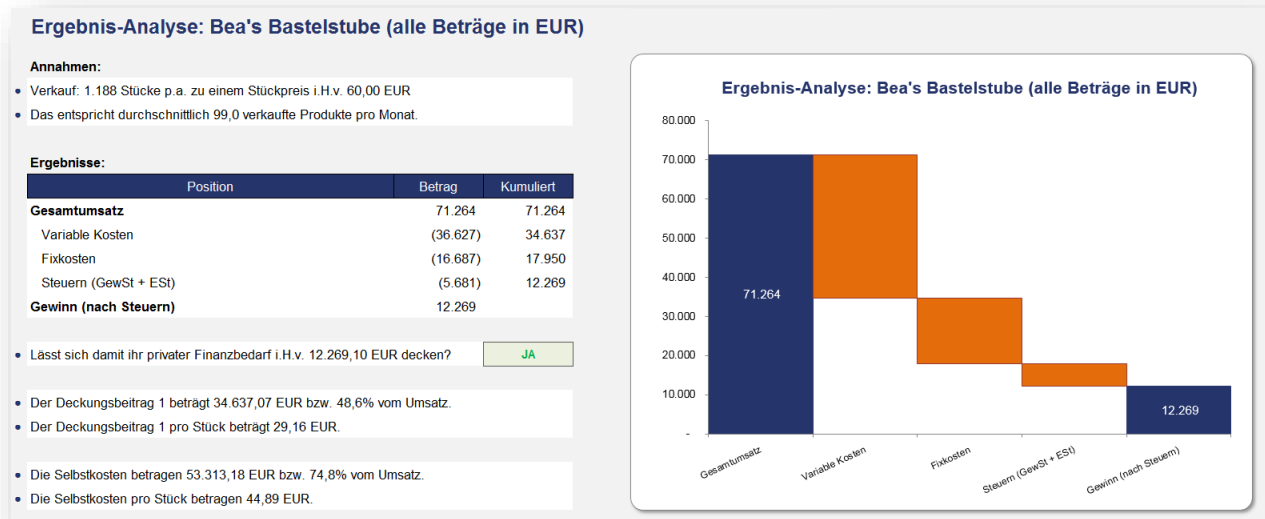 Ergebnis-Analyse: Bea's Bastelstube (alle Beträge in EUR)
Annahmen:
• Verkauf: 1.188 Stücke p.a. zu einem Stückpreis i.H.v. 60,00 EUR
• Das entspricht durchschnittlich 99,0 verkaufte Produkte pro Monat.
Ergebnisse:
Position Betrag Kumuliert
Gesamtumsatz 71.264 71.264
Variable Kosten (36.627) 34.637
Fixkosten (16.687) 17.950
Steuern (GewSt + ESt) (5.681) 12.269
Gewinn (nach Steuern) 12.269
• Lässt sich damit ihr privater Finanzbedarf i.H.v. 12.269,10 EUR decken? JA
• Der Deckungsbeitrag 1 beträgt 34.637,07 EUR bzw. 48,6% vom Umsatz.
• Der Deckungsbeitrag 1 pro Stück beträgt 29,16 EUR.
• Die Selbstkosten betragen 53.313,18 EUR bzw. 74,8% vom Umsatz.
• Die Selbstkosten pro Stück betragen 44,89 EUR.
Ergebnis-Analyse: Bea's Bastelstube (alle Beträge in EUR)
80.000
70.000
60.000
50.000
40.000
30.000
20.000
10.000
-
71.264
12.269
Gesamtumsatz
Variable Kosten
Fixkosten
Steuern (GewSt + ESt)
Gewinn (nach Steuern)